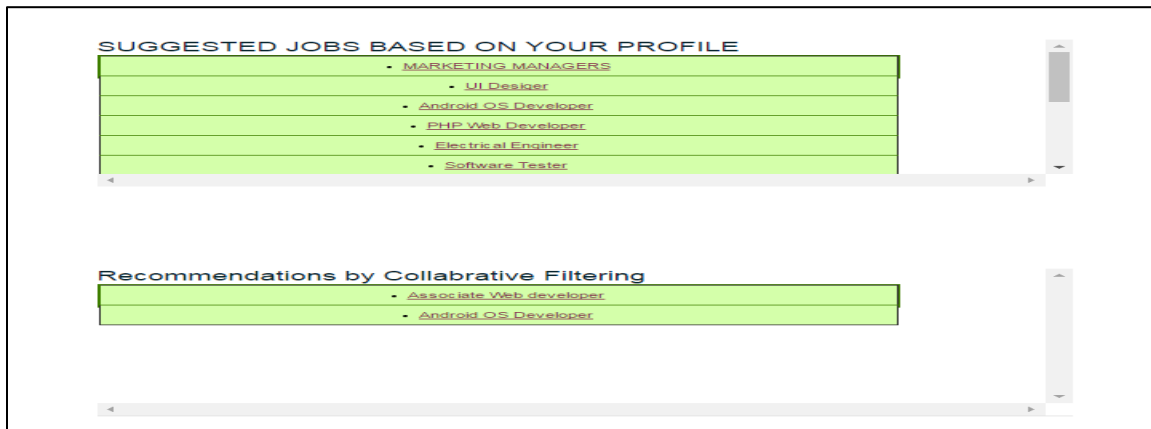 SUGGESTED JOBS BASED ON YOUR PROFILE
• MARKETING MANAGERS
• UI Desiger
• Android OS Developer
• PHP Web Developer
• Electrical Engineer
• Software Tester
Recommendations by Collabrative Filtering
• Associate Web developer
• Android OS Developer